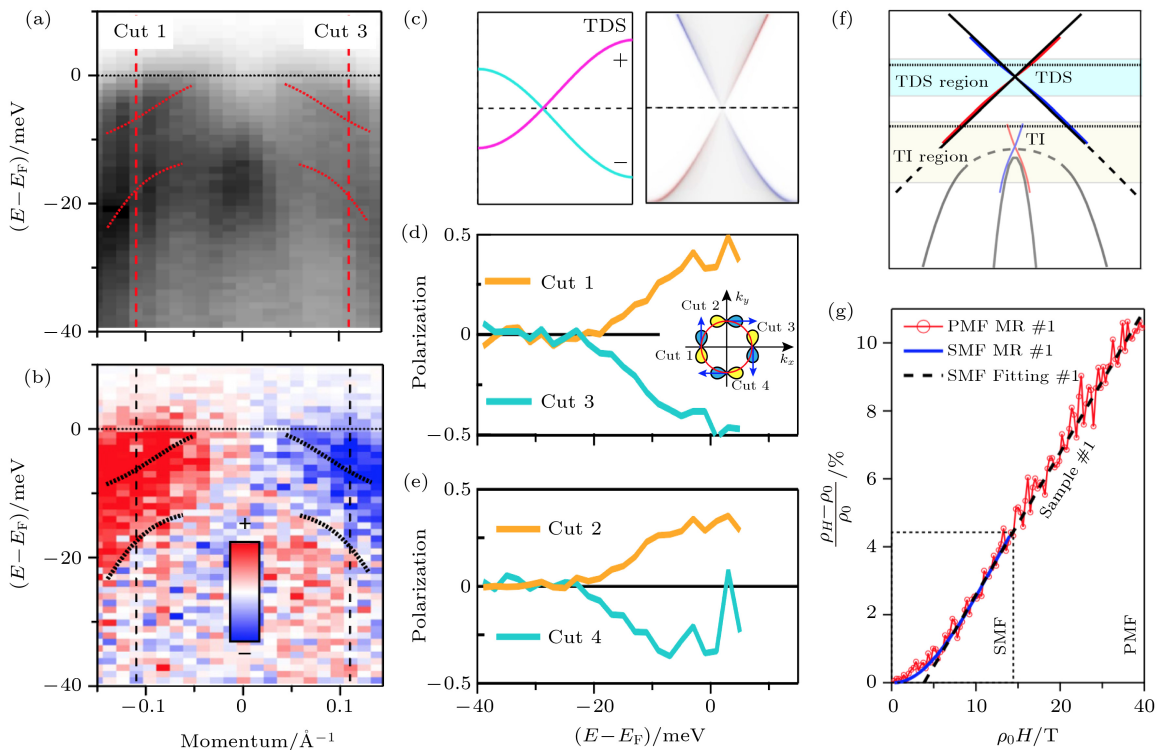 (a)
Cut 1
Cut 3
0
−20
−40
(E−E_F)/meV
(b)
0
−20
−40
(E−E_F)/meV
+
−
−0.1
0
0.1
Momentum/Å⁻¹
(c)
TDS
+
−
(d)
0.5
0
−0.5
Polarization
Cut 1
Cut 3
k_y
Cut 2
Cut 3
Cut 1
k_x
Cut 4
(e)
0.5
0
−0.5
Polarization
Cut 2
Cut 4
−40
−20
0
(E−E_F)/meV
(f)
TDS region
TDS
TI region
TI
(g)
PMF MR #1
SMF MR #1
SMF Fitting #1
10
8
6
4
2
0
ρ_H−ρ_0
ρ_0
/%
Sample #1
SMF
PMF
0
10
20
30
40
ρ_0H/T